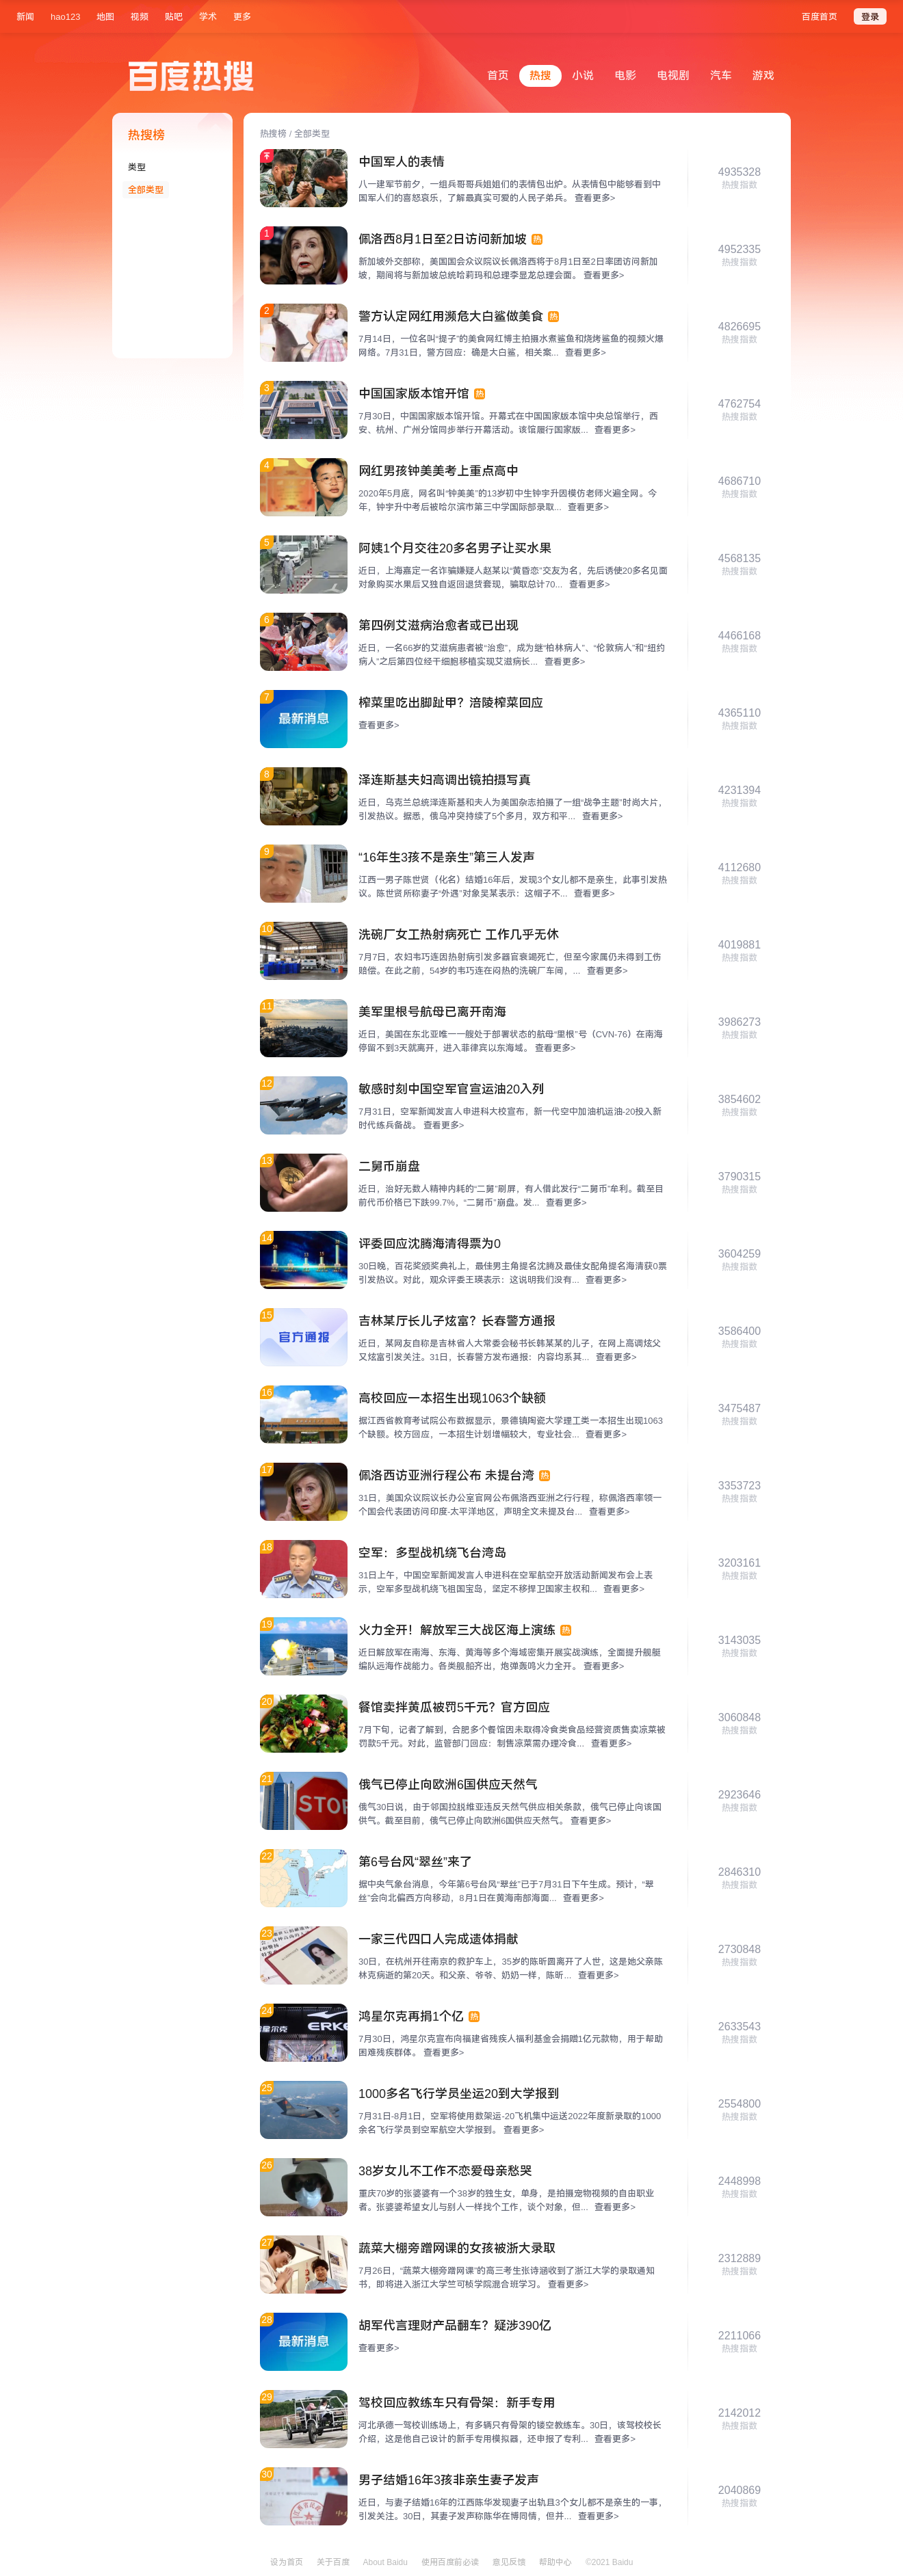 新闻 hao123 地图 视频 贴吧 学术 更多 百度首页 登录
百度热搜
首页 热搜 小说 电影 电视剧 汽车 游戏
热搜榜
类型
全部类型
热搜榜 / 全部类型
中国军人的表情
八一建军节前夕，一组兵哥哥兵姐姐们的表情包出炉。从表情包中能够看到中
国军人们的喜怒哀乐，了解最真实可爱的人民子弟兵。 查看更多>
4935328
热搜指数
1
佩洛西8月1日至2日访问新加坡 热
新加坡外交部称，美国国会众议院议长佩洛西将于8月1日至2日率团访问新加
坡，期间将与新加坡总统哈莉玛和总理李显龙总理会面。 查看更多>
4952335
热搜指数
2
警方认定网红用濒危大白鲨做美食 热
7月14日，一位名叫“提子”的美食网红博主拍摄水煮鲨鱼和烧烤鲨鱼的视频火爆
网络。7月31日，警方回应：确是大白鲨，相关案... 查看更多>
4826695
热搜指数
3
中国国家版本馆开馆 热
7月30日，中国国家版本馆开馆。开幕式在中国国家版本馆中央总馆举行，西
安、杭州、广州分馆同步举行开幕活动。该馆履行国家版... 查看更多>
4762754
热搜指数
4
网红男孩钟美美考上重点高中
2020年5月底，网名叫“钟美美”的13岁初中生钟宇升因模仿老师火遍全网。今
年，钟宇升中考后被哈尔滨市第三中学国际部录取... 查看更多>
4686710
热搜指数
5
阿姨1个月交往20多名男子让买水果
近日，上海嘉定一名诈骗嫌疑人赵某以“黄昏恋”交友为名，先后诱使20多名见面
对象购买水果后又独自返回退货套现，骗取总计70... 查看更多>
4568135
热搜指数
6
第四例艾滋病治愈者或已出现
近日，一名66岁的艾滋病患者被“治愈”，成为继“柏林病人”、“伦敦病人”和“纽约
病人”之后第四位经干细胞移植实现艾滋病长... 查看更多>
4466168
热搜指数
7
最新消息
榨菜里吃出脚趾甲？涪陵榨菜回应
查看更多>
4365110
热搜指数
8
泽连斯基夫妇高调出镜拍摄写真
近日，乌克兰总统泽连斯基和夫人为美国杂志拍摄了一组“战争主题”时尚大片，
引发热议。据悉，俄乌冲突持续了5个多月，双方和平... 查看更多>
4231394
热搜指数
9
“16年生3孩不是亲生”第三人发声
江西一男子陈世贤（化名）结婚16年后，发现3个女儿都不是亲生，此事引发热
议。陈世贤所称妻子“外遇”对象吴某表示：这帽子不... 查看更多>
4112680
热搜指数
10
洗碗厂女工热射病死亡 工作几乎无休
7月7日，农妇韦巧连因热射病引发多器官衰竭死亡，但至今家属仍未得到工伤
赔偿。在此之前，54岁的韦巧连在闷热的洗碗厂车间，... 查看更多>
4019881
热搜指数
11
美军里根号航母已离开南海
近日，美国在东北亚唯一一艘处于部署状态的航母“里根”号（CVN-76）在南海
停留不到3天就离开，进入菲律宾以东海域。 查看更多>
3986273
热搜指数
12
敏感时刻中国空军官宣运油20入列
7月31日，空军新闻发言人申进科大校宣布，新一代空中加油机运油-20投入新
时代练兵备战。 查看更多>
3854602
热搜指数
13
二舅币崩盘
近日，治好无数人精神内耗的“二舅”刷屏，有人借此发行“二舅币”牟利。截至目
前代币价格已下跌99.7%，“二舅币”崩盘。发... 查看更多>
3790315
热搜指数
14
评委回应沈腾海清得票为0
30日晚，百花奖颁奖典礼上，最佳男主角提名沈腾及最佳女配角提名海清获0票
引发热议。对此，观众评委王瑛表示：这说明我们没有... 查看更多>
3604259
热搜指数
15
官方通报
吉林某厅长儿子炫富？长春警方通报
近日，某网友自称是吉林省人大常委会秘书长韩某某的儿子，在网上高调炫父
又炫富引发关注。31日，长春警方发布通报：内容均系其... 查看更多>
3586400
热搜指数
16
高校回应一本招生出现1063个缺额
据江西省教育考试院公布数据显示，景德镇陶瓷大学理工类一本招生出现1063
个缺额。校方回应，一本招生计划增幅较大，专业社会... 查看更多>
3475487
热搜指数
17
佩洛西访亚洲行程公布 未提台湾 热
31日，美国众议院议长办公室官网公布佩洛西亚洲之行行程，称佩洛西率领一
个国会代表团访问印度-太平洋地区，声明全文未提及台... 查看更多>
3353723
热搜指数
18
空军：多型战机绕飞台湾岛
31日上午，中国空军新闻发言人申进科在空军航空开放活动新闻发布会上表
示，空军多型战机绕飞祖国宝岛，坚定不移捍卫国家主权和... 查看更多>
3203161
热搜指数
19
火力全开！解放军三大战区海上演练 热
近日解放军在南海、东海、黄海等多个海域密集开展实战演练，全面提升舰艇
编队远海作战能力。各类舰船齐出，炮弹轰鸣火力全开。 查看更多>
3143035
热搜指数
20
餐馆卖拌黄瓜被罚5千元？官方回应
7月下旬，记者了解到，合肥多个餐馆因未取得冷食类食品经营资质售卖凉菜被
罚款5千元。对此，监管部门回应：制售凉菜需办理冷食... 查看更多>
3060848
热搜指数
21
STOP
俄气已停止向欧洲6国供应天然气
俄气30日说，由于邻国拉脱维亚违反天然气供应相关条款，俄气已停止向该国
供气。截至目前，俄气已停止向欧洲6国供应天然气。 查看更多>
2923646
热搜指数
22
第6号台风“翠丝”来了
据中央气象台消息，今年第6号台风“翠丝”已于7月31日下午生成。预计，“翠
丝”会向北偏西方向移动，8月1日在黄海南部海面... 查看更多>
2846310
热搜指数
23
一家三代四口人完成遗体捐献
30日，在杭州开往南京的救护车上，35岁的陈昕圆离开了人世，这是她父亲陈
林克病逝的第20天。和父亲、爷爷、奶奶一样，陈昕... 查看更多>
2730848
热搜指数
24
星尔克 ERKE
鸿星尔克再捐1个亿 热
7月30日，鸿星尔克宣布向福建省残疾人福利基金会捐赠1亿元款物，用于帮助
困难残疾群体。 查看更多>
2633543
热搜指数
25
1000多名飞行学员坐运20到大学报到
7月31日-8月1日，空军将使用数架运-20飞机集中运送2022年度新录取的1000
余名飞行学员到空军航空大学报到。 查看更多>
2554800
热搜指数
26
38岁女儿不工作不恋爱母亲愁哭
重庆70岁的张婆婆有一个38岁的独生女，单身，是拍摄宠物视频的自由职业
者。张婆婆希望女儿与别人一样找个工作，谈个对象，但... 查看更多>
2448998
热搜指数
27
蔬菜大棚旁蹭网课的女孩被浙大录取
7月26日，“蔬菜大棚旁蹭网课”的高三考生张诗涵收到了浙江大学的录取通知
书，即将进入浙江大学竺可桢学院混合班学习。 查看更多>
2312889
热搜指数
28
最新消息
胡军代言理财产品翻车？疑涉390亿
查看更多>
2211066
热搜指数
29
驾校回应教练车只有骨架：新手专用
河北承德一驾校训练场上，有多辆只有骨架的镂空教练车。30日，该驾校校长
介绍，这是他自己设计的新手专用模拟器，还申报了专利... 查看更多>
2142012
热搜指数
30
男子结婚16年3孩非亲生妻子发声
近日，与妻子结婚16年的江西陈华发现妻子出轨且3个女儿都不是亲生的一事，
引发关注。30日，其妻子发声称陈华在博同情，但并... 查看更多>
2040869
热搜指数
设为首页 关于百度 About Baidu 使用百度前必读 意见反馈 帮助中心 ©2021 Baidu